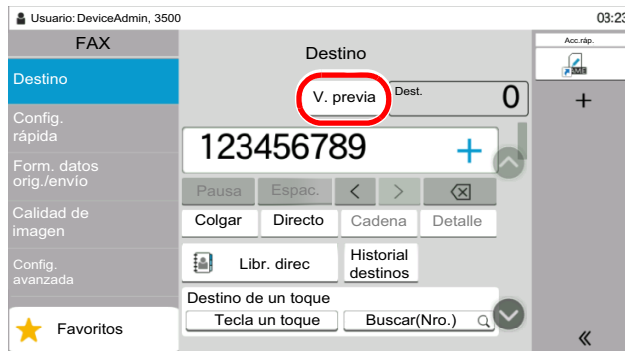 Usuario: DeviceAdmin, 3500
03:23
FAX
Destino
Config.
rápida
Form. datos
orig./envío
Calidad de
imagen
Config.
avanzada
Favoritos
Destino
V. previa
Dest.
0
123456789
+
Pausa
Espac.
<
>
Colgar
Directo
Cadena
Detalle
Libr. direc
Historial
destinos
Destino de un toque
Tecla un toque
Buscar(Nro.)
Acc.ráp.
+
«